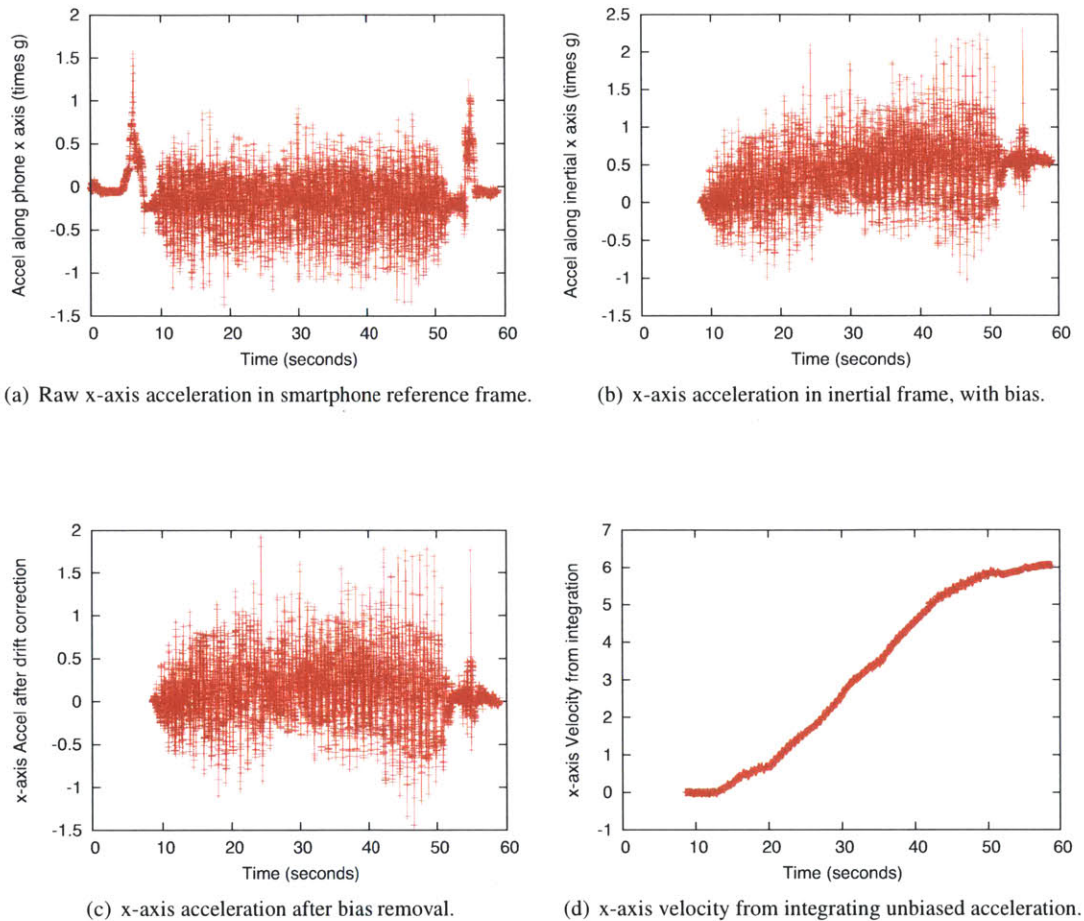 2
1.5
1
0.5
0
-0.5
-1
-1.5
0 10 20 30 40 50 60
Time (seconds)
Accel along phone x axis (times g)
(a) Raw x-axis acceleration in smartphone reference frame.
2.5
2
1.5
1
0.5
0
-0.5
-1
-1.5
0 10 20 30 40 50 60
Time (seconds)
Accel along inertial x axis (times g)
(b) x-axis acceleration in inertial frame, with bias.
2
1.5
1
0.5
0
-0.5
-1
-1.5
0 10 20 30 40 50 60
Time (seconds)
x-axis Accel after drift correction
(c) x-axis acceleration after bias removal.
7
6
5
4
3
2
1
0
-1
0 10 20 30 40 50 60
Time (seconds)
x-axis Velocity from integration
(d) x-axis velocity from integrating unbiased acceleration